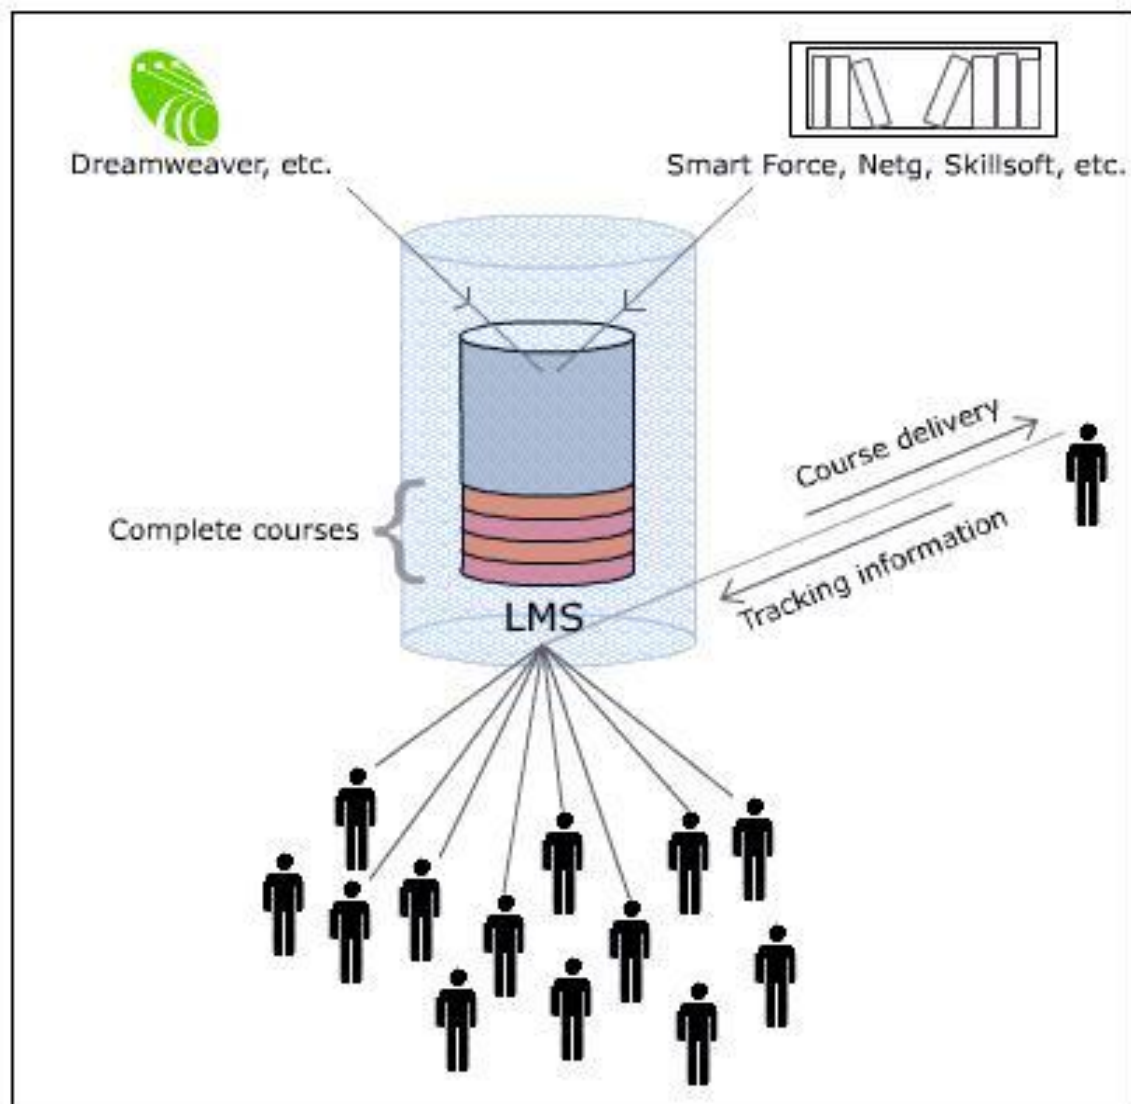 Dreamweaver, etc.
Smart Force, Netg, Skillsoft, etc.
Course delivery
Tracking information
Complete courses
LMS